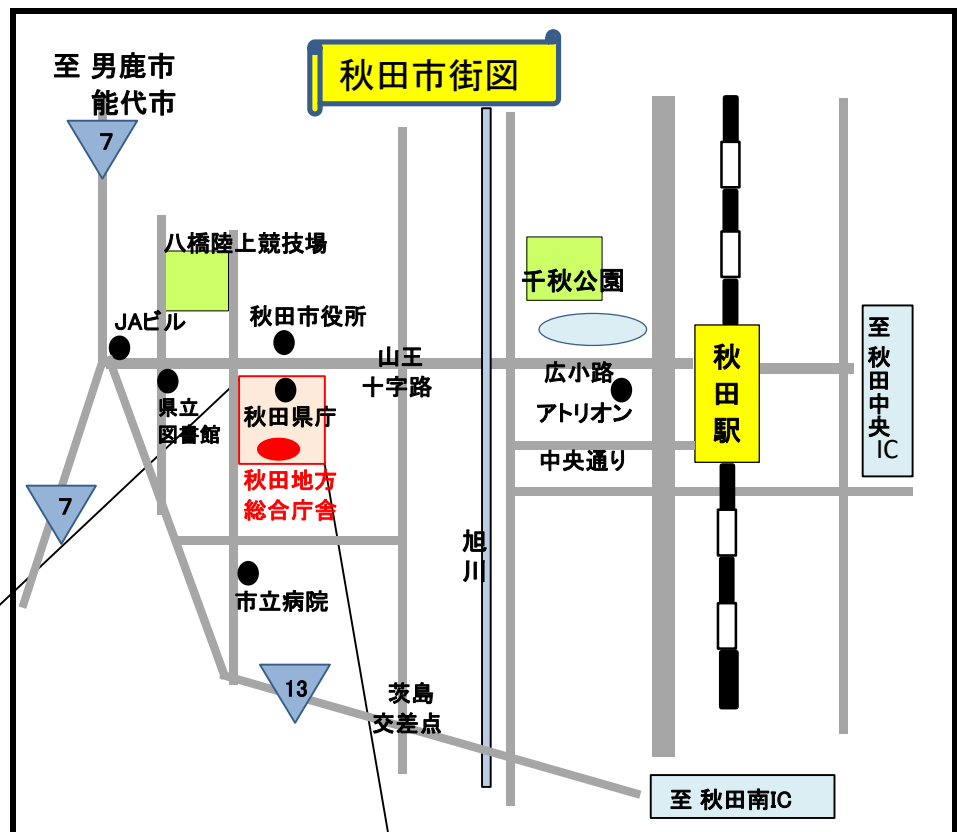 秋田市街図
至 男鹿市
能代市
7
八橋陸上競技場
千秋公園
JAビル
秋田市役所
山王
十字路
広小路
アトリオン
中央通り
秋田駅
至 秋田中央IC
県立
図書館
秋田県庁
秋田地方
総合庁舎
7
旭川
市立病院
13
茨島
交差点
至 秋田南IC